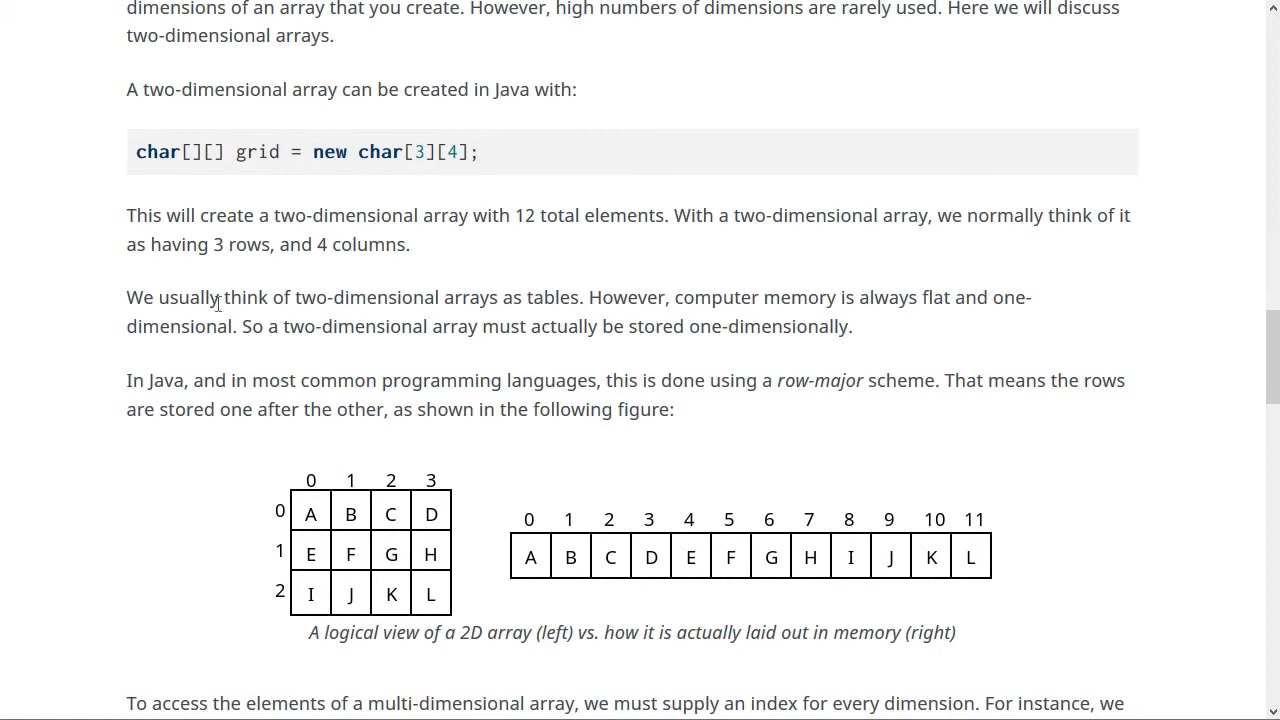 dimensions of an array that you create. However, high numbers of dimensions are rarely used. Here we will discuss
two-dimensional arrays.
A two-dimensional array can be created in Java with:
char[][] grid = new char[3][4];
This will create a two-dimensional array with 12 total elements. With a two-dimensional array, we normally think of it
as having 3 rows, and 4 columns.
We usually think of two-dimensional arrays as tables. However, computer memory is always flat and one-
dimensional. So a two-dimensional array must actually be stored one-dimensionally.
In Java, and in most common programming languages, this is done using a row-major scheme. That means the rows
are stored one after the other, as shown in the following figure:
0 1 2 3
0 A B C D
1 E F G H
2 I J K L
0 1 2 3 4 5 6 7 8 9 10 11
A B C D E F G H I J K L
A logical view of a 2D array (left) vs. how it is actually laid out in memory (right)
To access the elements of a multi-dimensional array, we must supply an index for every dimension. For instance, we